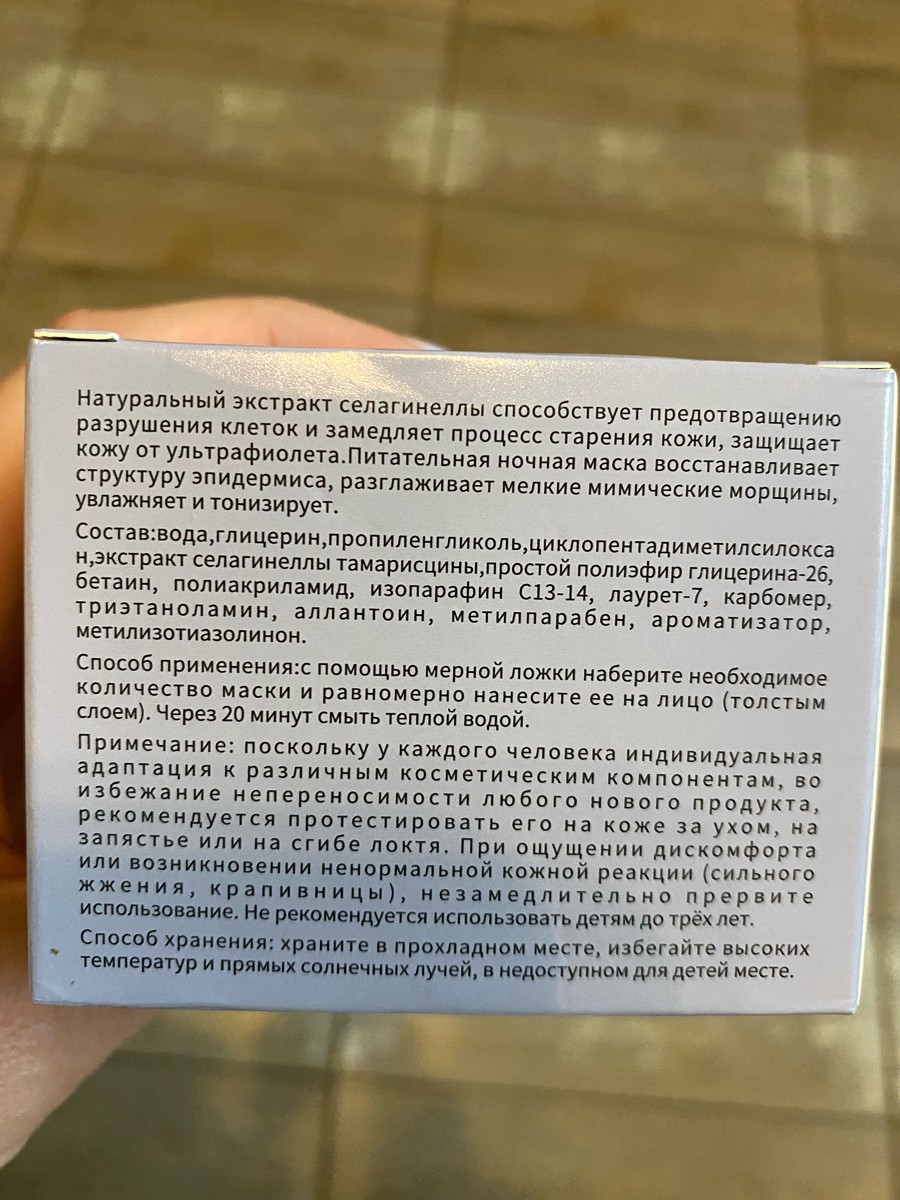 Натуральный экстракт селагинеллы способствует предотвращению
разрушения клеток и замедляет процесс старения кожи, защищает
кожу от ультрафиолета.Питательная ночная маска восстанавливает
структуру эпидермиса, разглаживает мелкие мимические морщины,
увлажняет и тонизирует.
Состав:вода,глицерин,пропиленгликоль,циклопентадиметилсилокса
н,экстракт селагинеллы тамарисцины,простой полиэфир глицерина-26,
бетаин, полиакриламид, изопарафин С13-14, лаурет-7, карбомер,
триэтаноламин, аллантоин, метилпарабен, ароматизатор,
метилизотиазолинон.
Способ применения:с помощью мерной ложки наберите необходимое
количество маски и равномерно нанесите ее на лицо (толстым
слоем). Через 20 минут смыть теплой водой.
Примечание: поскольку у каждого человека индивидуальная
адаптация к различным косметическим компонентам, во
избежание непереносимости любого нового продукта,
рекомендуется протестировать его на коже за ухом, на
запястье или на сгибе локтя. При ощущении дискомфорта
или возникновении ненормальной кожной реакции (сильного
жжения, крапивницы), незамедлительно прервите
использование. Не рекомендуется использовать детям до трёх лет.
Способ хранения: храните в прохладном месте, избегайте высоких
температур и прямых солнечных лучей, в недоступном для детей месте.